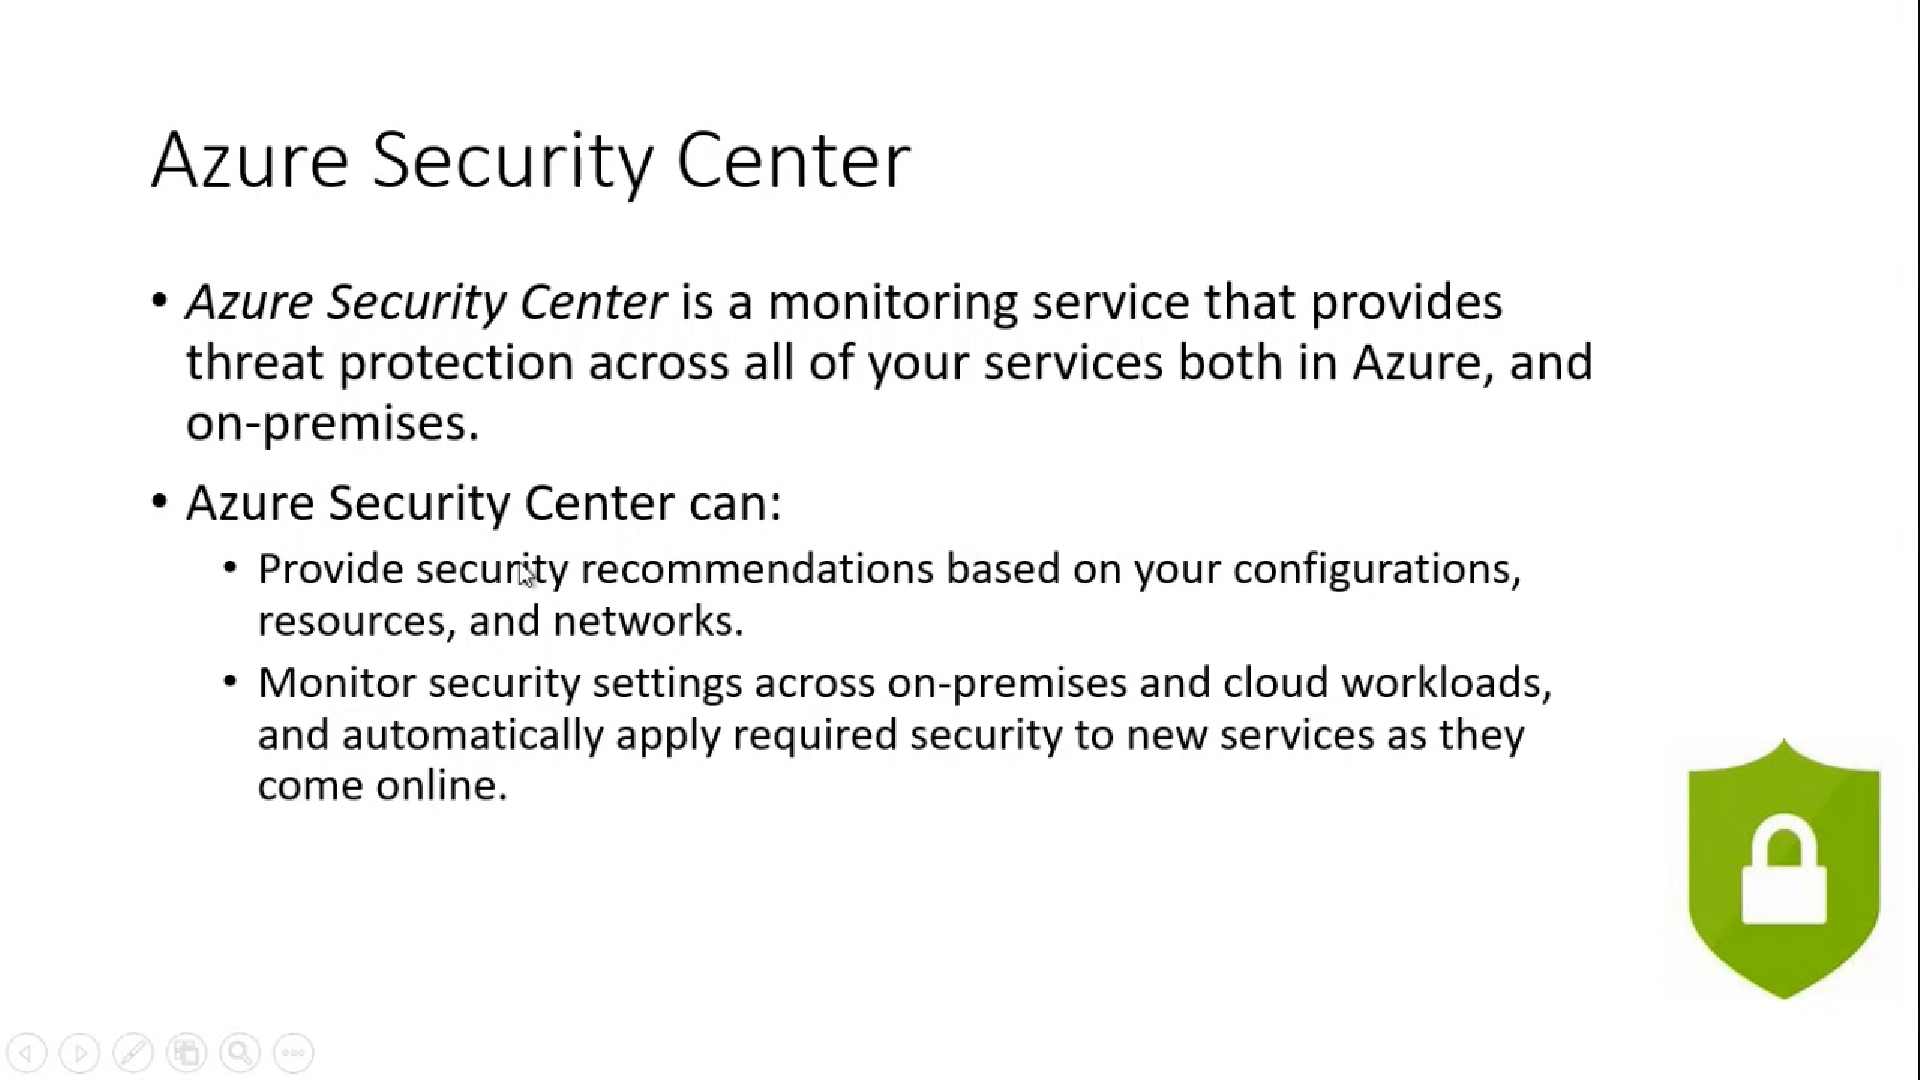 Azure Security Center
• Azure Security Center is a monitoring service that provides
threat protection across all of your services both in Azure, and
on-premises.
• Azure Security Center can:
• Provide security recommendations based on your configurations,
resources, and networks.
• Monitor security settings across on-premises and cloud workloads,
and automatically apply required security to new services as they
come online.